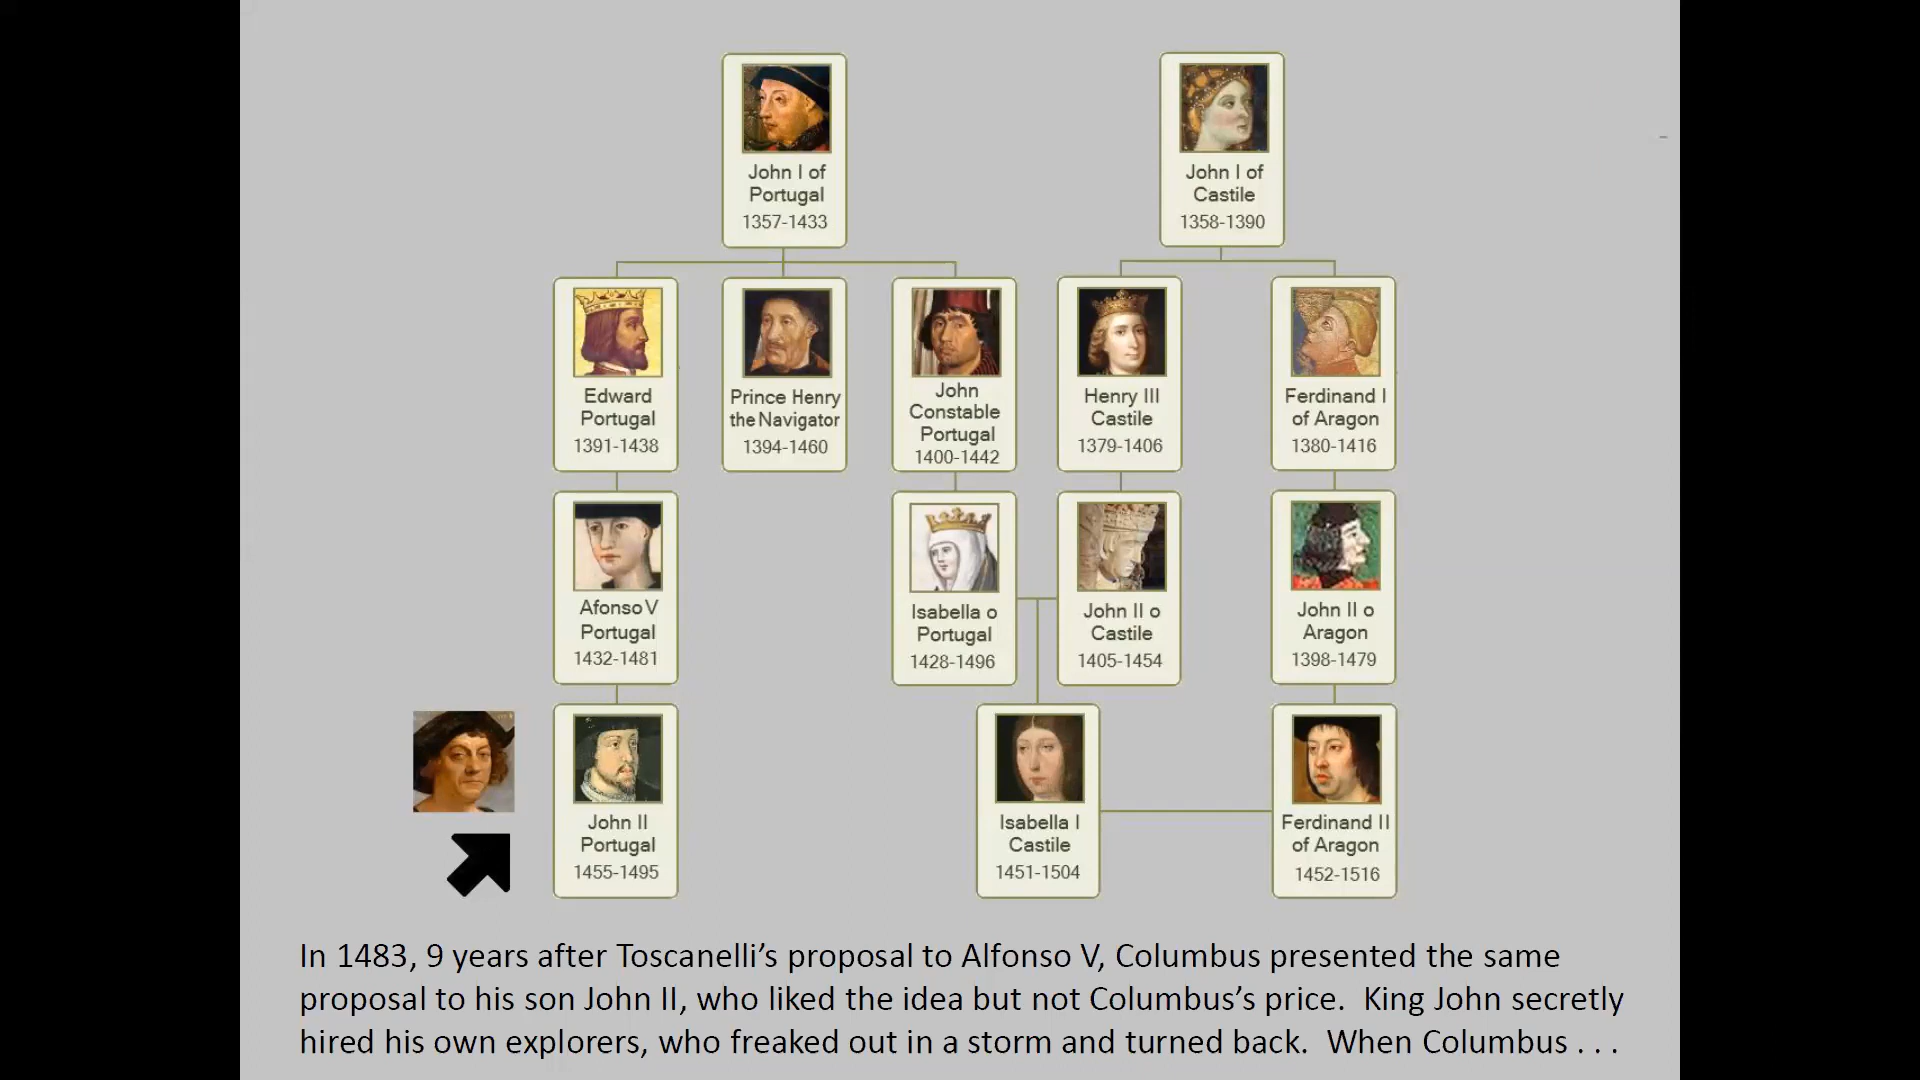 John I of
Portugal
1357-1433
John I of
Castile
1358-1390
Edward
Portugal
1391-1438
Prince Henry
the Navigator
1394-1460
John
Constable
Portugal
1400-1442
Henry III
Castile
1379-1406
Ferdinand I
of Aragon
1380-1416
Afonso V
Portugal
1432-1481
Isabella o
Portugal
1428-1496
John II o
Castile
1405-1454
John II o
Aragon
1398-1479
John II
Portugal
1455-1495
Isabella I
Castile
1451-1504
Ferdinand II
of Aragon
1452-1516
In 1483, 9 years after Toscanelli’s proposal to Alfonso V, Columbus presented the same
proposal to his son John II, who liked the idea but not Columbus’s price.  King John secretly
hired his own explorers, who freaked out in a storm and turned back.  When Columbus . . .